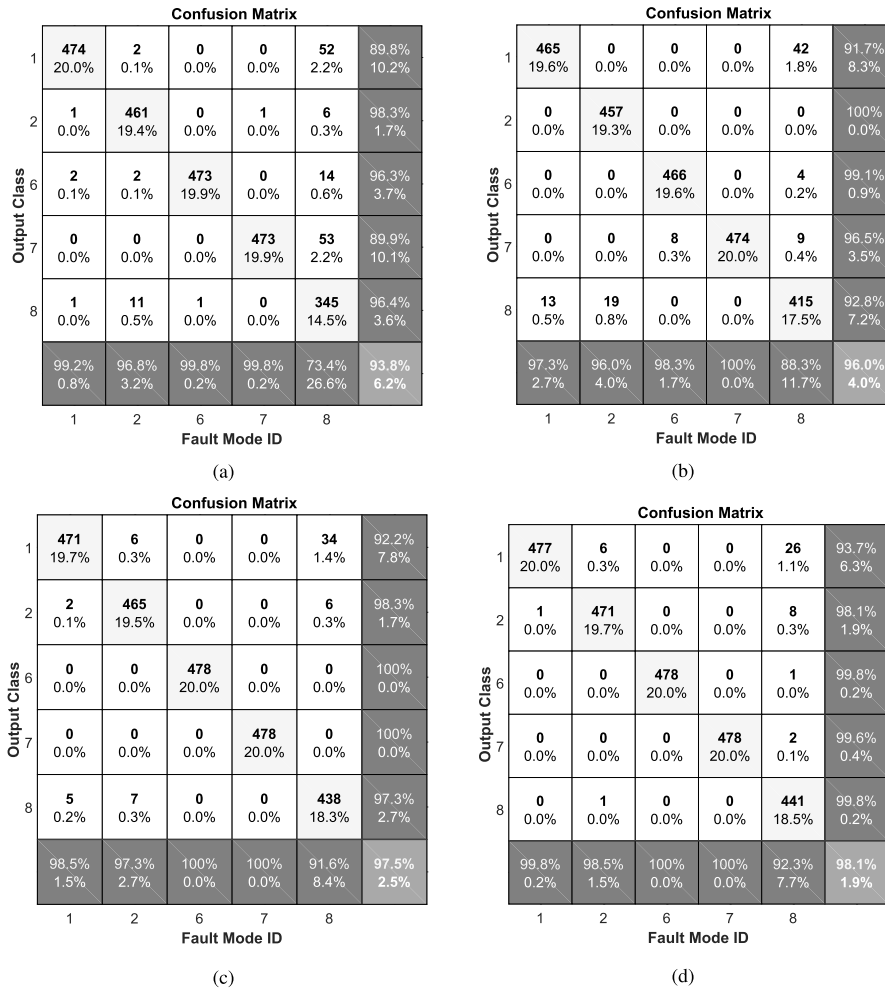 Confusion Matrix
1 474 2 0 0 52 89.8%
20.0% 0.1% 0.0% 0.0% 2.2% 10.2%
2 1 461 0 1 6 98.3%
0.0% 19.4% 0.0% 0.0% 0.3% 1.7%
6 2 2 473 0 14 96.3%
0.1% 0.1% 19.9% 0.0% 0.6% 3.7%
7 0 0 0 473 53 89.9%
0.0% 0.0% 0.0% 19.9% 2.2% 10.1%
8 1 11 1 0 345 96.4%
0.0% 0.5% 0.0% 0.0% 14.5% 3.6%
99.2% 96.8% 99.8% 99.8% 73.4% 93.8%
0.8% 3.2% 0.2% 0.2% 26.6% 6.2%
1 2 6 7 8
Output Class
Fault Mode ID
(a)
Confusion Matrix
1 465 0 0 0 42 91.7%
19.6% 0.0% 0.0% 0.0% 1.8% 8.3%
2 0 457 0 0 0 100%
0.0% 19.3% 0.0% 0.0% 0.0% 0.0%
6 0 0 466 0 4 99.1%
0.0% 0.0% 19.6% 0.0% 0.2% 0.9%
7 0 0 8 474 9 96.5%
0.0% 0.0% 0.3% 20.0% 0.4% 3.5%
8 13 19 0 0 415 92.8%
0.5% 0.8% 0.0% 0.0% 17.5% 7.2%
97.3% 96.0% 98.3% 100% 88.3% 96.0%
2.7% 4.0% 1.7% 0.0% 11.7% 4.0%
1 2 6 7 8
Output Class
Fault Mode ID
(b)
Confusion Matrix
1 471 6 0 0 34 92.2%
19.7% 0.3% 0.0% 0.0% 1.4% 7.8%
2 2 465 0 0 6 98.3%
0.1% 19.5% 0.0% 0.0% 0.3% 1.7%
6 0 0 478 0 0 100%
0.0% 0.0% 20.0% 0.0% 0.0% 0.0%
7 0 0 0 478 0 100%
0.0% 0.0% 0.0% 20.0% 0.0% 0.0%
8 5 7 0 0 438 97.3%
0.2% 0.3% 0.0% 0.0% 18.3% 2.7%
98.5% 97.3% 100% 100% 91.6% 97.5%
1.5% 2.7% 0.0% 0.0% 8.4% 2.5%
1 2 6 7 8
Output Class
Fault Mode ID
(c)
Confusion Matrix
1 477 6 0 0 26 93.7%
20.0% 0.3% 0.0% 0.0% 1.1% 6.3%
2 1 471 0 0 8 98.1%
0.0% 19.7% 0.0% 0.0% 0.3% 1.9%
6 0 0 478 0 1 99.8%
0.0% 0.0% 20.0% 0.0% 0.0% 0.2%
7 0 0 0 478 2 99.6%
0.0% 0.0% 0.0% 20.0% 0.1% 0.4%
8 0 1 0 0 441 99.8%
0.0% 0.0% 0.0% 0.0% 18.5% 0.2%
99.8% 98.5% 100% 100% 92.3% 98.1%
0.2% 1.5% 0.0% 0.0% 7.7% 1.9%
1 2 6 7 8
Output Class
Fault Mode ID
(d)